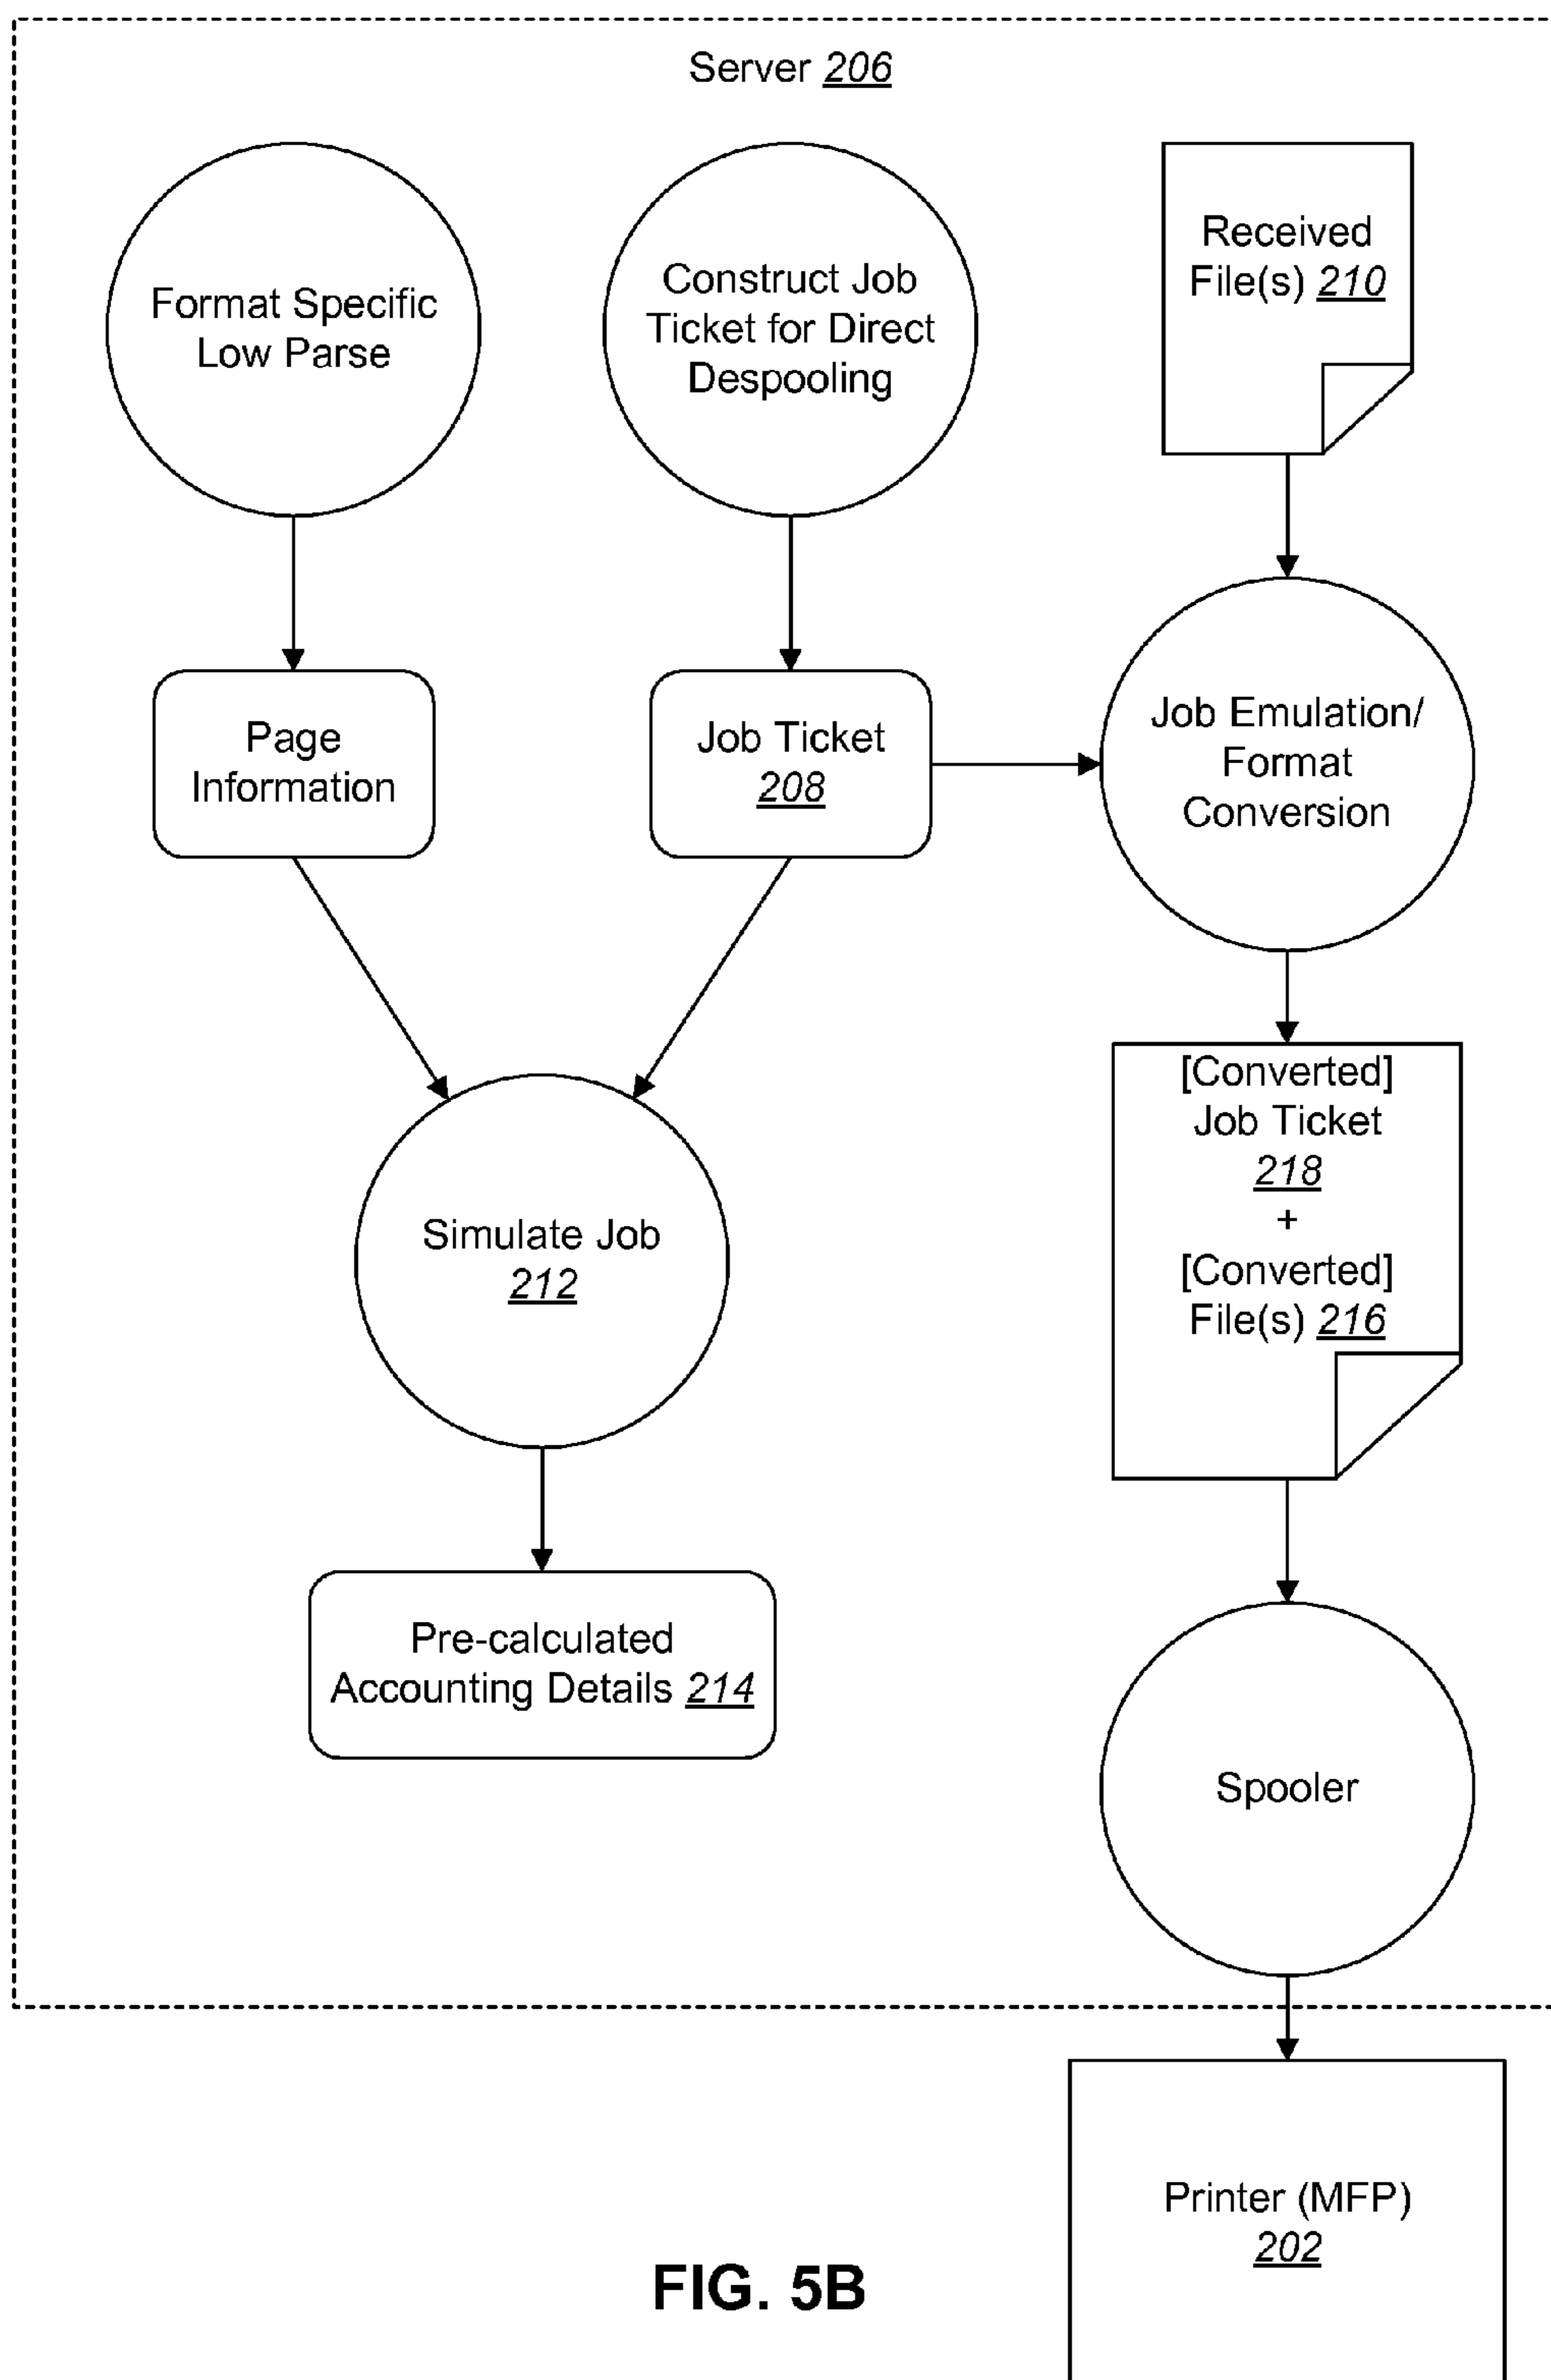 Server 206
Format Specific
Low Parse
Construct Job
Ticket for Direct
Despooling
Received
File(s) 210
Page
Information
Job Ticket
208
Job Emulation/
Format
Conversion
[Converted]
Job Ticket
218
+
[Converted]
File(s) 216
Simulate Job
212
Pre-calculated
Accounting Details 214
Spooler
Printer (MFP)
202
FIG. 5B